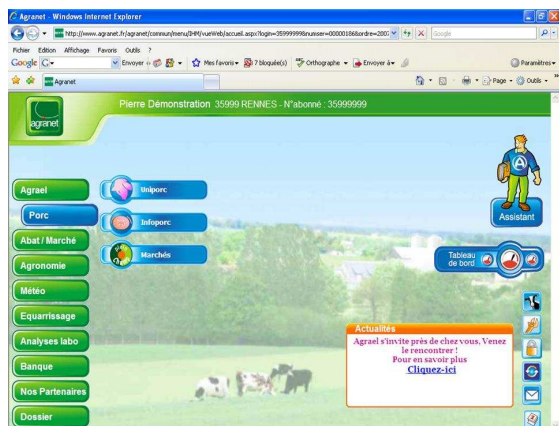 Agranet - Windows Internet Explorer
http://www.agranet.fr/agranet/commun/menu/IHM/vueWeb/accueil.aspx?login=35999999&numser=00000186&ordre=2007
Google
Fichier Edition Affichage Favoris Outils ?
Google G Envoyer Mes favoris 7 bloquée(s) Orthographe Envoyer à Paramètres
Agranet Page Outils »
Pierre Démonstration 35999 RENNES - N°abonné : 35999999
agranet
A
Agrael
Uniporc
Porc
Infoporc
Assistant
Abat / Marché
Marchés
Tableau
de bord
Agronomie
Météo
Equarrissage
Actualités
Analyses labo
Agrael s'invite près de chez vous, Venez
le rencontrer !
Pour en savoir plus
Cliquez-ici
Banque
Nos Partenaires
Dossier